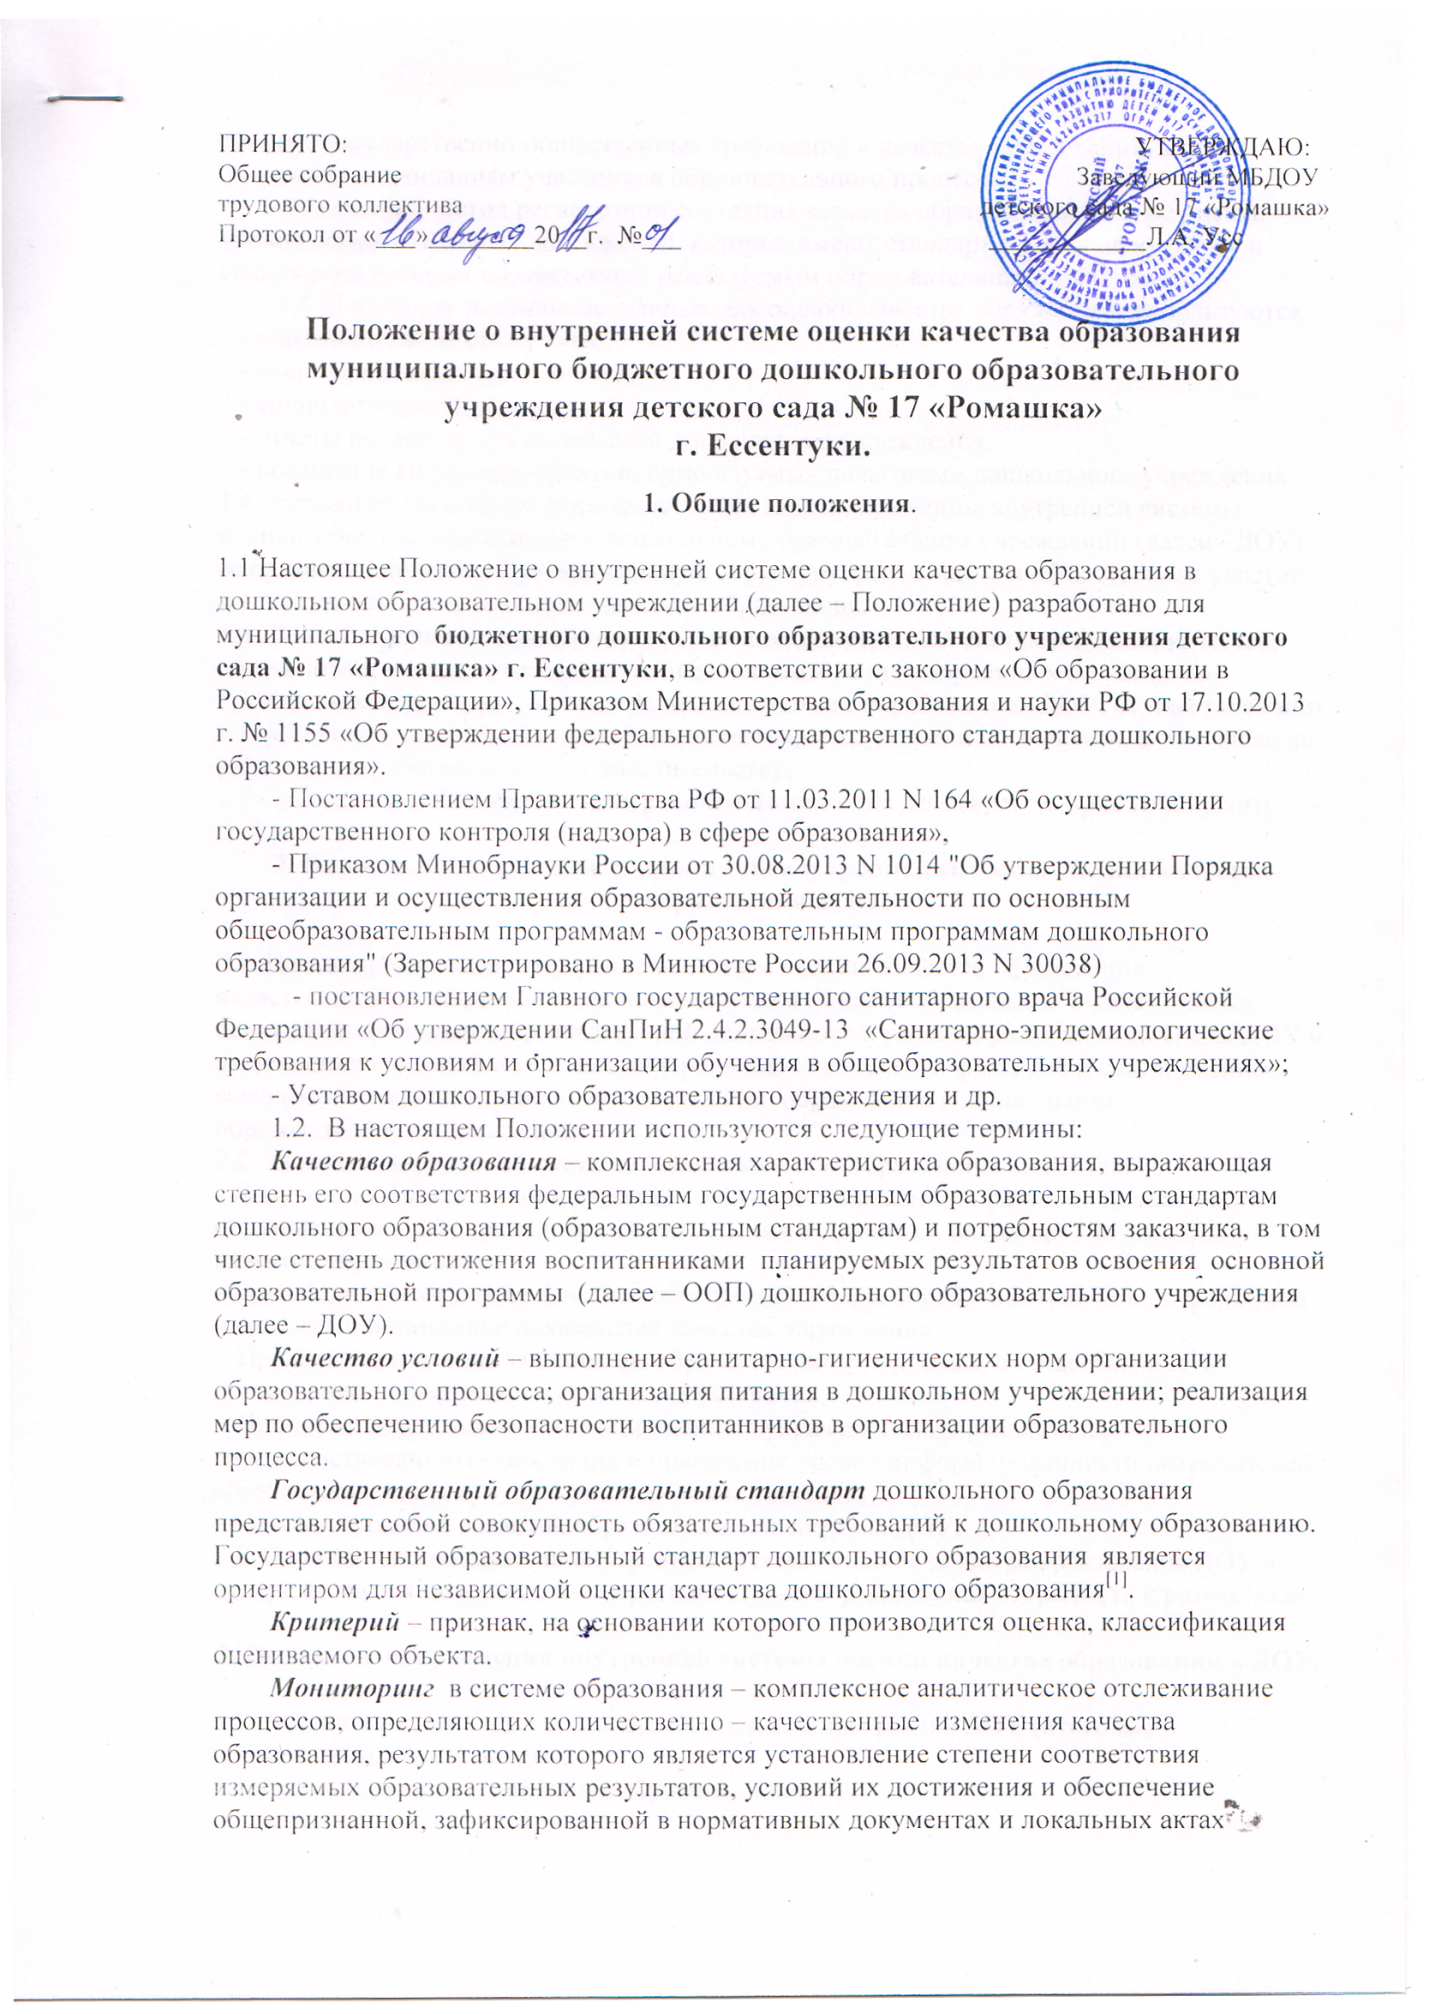 ПРИНЯТО:
УТВЕРЖДАЮ:
Общее собрание
Заведующий МБДОУ
трудового коллектива
детского сада № 17 «Ромашка»
Протокол от «16» августа 2017 г. № 01
Л.А. Усс
Положение о внутренней системе оценки качества образования
муниципального бюджетного дошкольного образовательного
учреждения детского сада № 17 «Ромашка»
г. Ессентуки.
1. Общие положения.
1.1 Настоящее Положение о внутренней системе оценки качества образования в
дошкольном образовательном учреждении (далее – Положение) разработано для
муниципального бюджетного дошкольного образовательного учреждения детского
сада № 17 «Ромашка» г. Ессентуки, в соответствии с законом «Об образовании в
Российской Федерации», Приказом Министерства образования и науки РФ от 17.10.2013
г. № 1155 «Об утверждении федерального государственного стандарта дошкольного
образования».
- Постановлением Правительства РФ от 11.03.2011 N 164 «Об осуществлении
государственного контроля (надзора) в сфере образования»,
- Приказом Минобрнауки России от 30.08.2013 N 1014 "Об утверждении Порядка
организации и осуществления образовательной деятельности по основным
общеобразовательным программам - образовательным программам дошкольного
образования" (Зарегистрировано в Минюсте России 26.09.2013 N 30038)
- постановлением Главного государственного санитарного врача Российской
Федерации «Об утверждении СанПиН 2.4.2.3049-13 «Санитарно-эпидемиологические
требования к условиям и организации обучения в общеобразовательных учреждениях»;
- Уставом дошкольного образовательного учреждения и др.
1.2. В настоящем Положении используются следующие термины:
Качество образования – комплексная характеристика образования, выражающая
степень его соответствия федеральным государственным образовательным стандартам
дошкольного образования (образовательным стандартам) и потребностям заказчика, в том
числе степень достижения воспитанниками планируемых результатов освоения основной
образовательной программы (далее – ООП) дошкольного образовательного учреждения
(далее – ДОУ).
Качество условий – выполнение санитарно-гигиенических норм организации
образовательного процесса; организация питания в дошкольном учреждении; реализация
мер по обеспечению безопасности воспитанников в организации образовательного
процесса.
Государственный образовательный стандарт дошкольного образования
представляет собой совокупность обязательных требований к дошкольному образованию.
Государственный образовательный стандарт дошкольного образования является
ориентиром для независимой оценки качества дошкольного образования[1].
Критерий – признак, на основании которого производится оценка, классификация
оцениваемого объекта.
Мониторинг в системе образования – комплексное аналитическое отслеживание
процессов, определяющих количественно – качественные изменения качества
образования, результатом которого является установление степени соответствия
измеряемых образовательных результатов, условий их достижения и обеспечение
общепризнанной, зафиксированной в нормативных документах и локальных актах